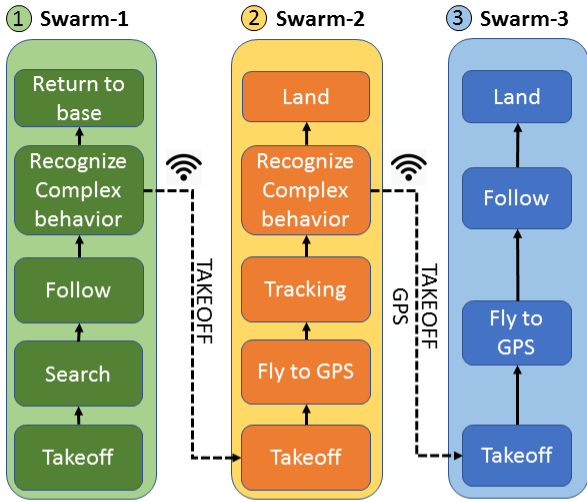 1 Swarm-1
Return to
base
Recognize
Complex
behavior
Follow
Search
Takeoff
TAKEOFF
2 Swarm-2
Land
Recognize
Complex
behavior
Tracking
Fly to GPS
Takeoff
TAKEOFF
GPS
3 Swarm-3
Land
Follow
Fly to
GPS
Takeoff